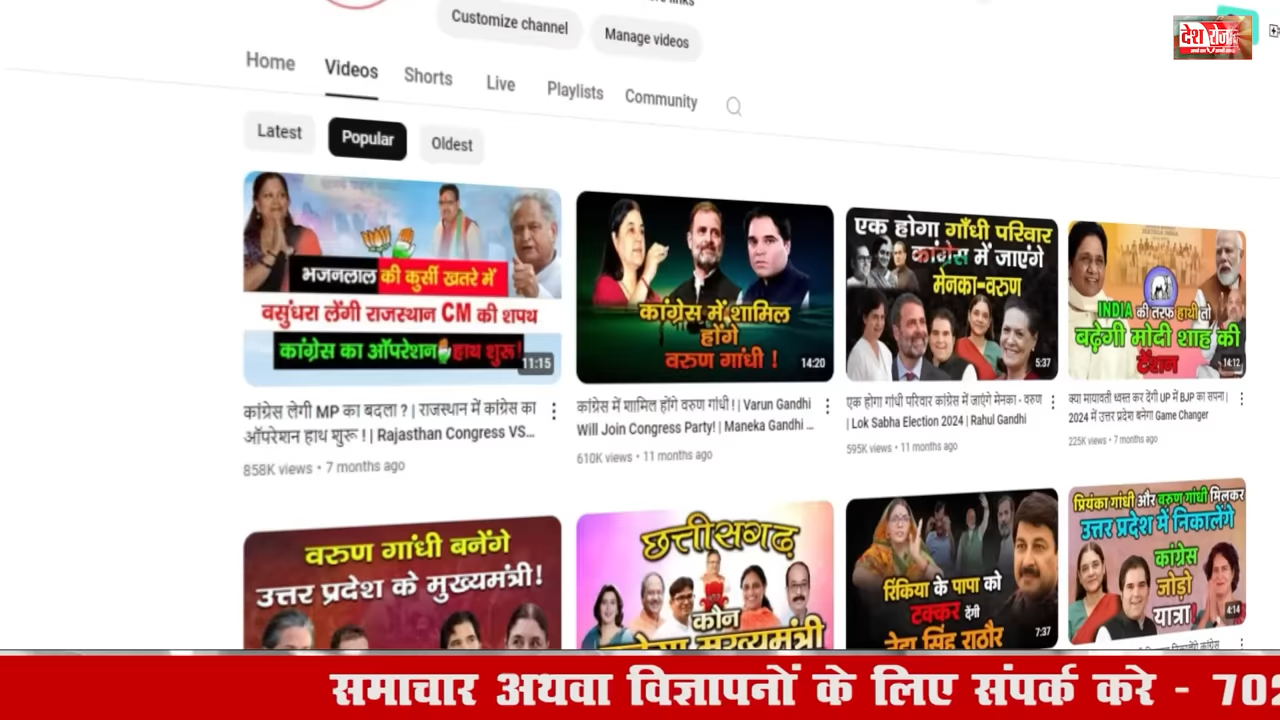 Customize channel
Manage videos
देश रोजाना
Home
Videos
Shorts
Live
Playlists
Community
Latest
Popular
Oldest
भजनलाल की कुर्सी खतरे में
वसुंधरा लेंगी राजस्थान CM की शपथ
कांग्रेस का ऑपरेशन हाथ शुरू!
11:15
कांग्रेस लेगी MP का बदला ? | राजस्थान में कांग्रेस का
ऑपरेशन हाथ शुरू ! | Rajasthan Congress VS...
858K views • 7 months ago
कांग्रेस में शामिल
होंगे
वरुण गांधी !
14:20
कांग्रेस में शामिल होंगे वरुण गांधी ! | Varun Gandhi
Will Join Congress Party! | Maneka Gandhi ...
610K views • 11 months ago
एक होगा गाँधी परिवार
कांग्रेस में जाएंगे
मेनका-वरुण
5:37
एक होगा गांधी परिवार कांग्रेस में जाएंगे मेनका - वरुण
| Lok Sabha Election 2024 | Rahul Gandhi
595K views • 11 months ago
INDIA की तरफ हाथी तो
बढ़ेगी मोदी शाह की
टेंशन
14:12
क्या मायावती ध्वस्त कर देंगी UP में BJP का सपना |
2024 में उत्तर प्रदेश बनेगा Game Changer
225K views • 7 months ago
वरुण गांधी बनेंगे
उत्तर प्रदेश के मुख्यमंत्री!
छत्तीसगढ़
कौन
मुख्यमंत्री
रिंकिया के पापा को
टक्कर देंगी
नेहा सिंह राठौर
7:37
प्रियंका गांधी और वरुण गांधी मिलकर
उत्तर प्रदेश में निकालेंगे
कांग्रेस
जोड़ो
यात्रा!
4:14
समाचार अथवा विज्ञापनों के लिए संपर्क करे - 702